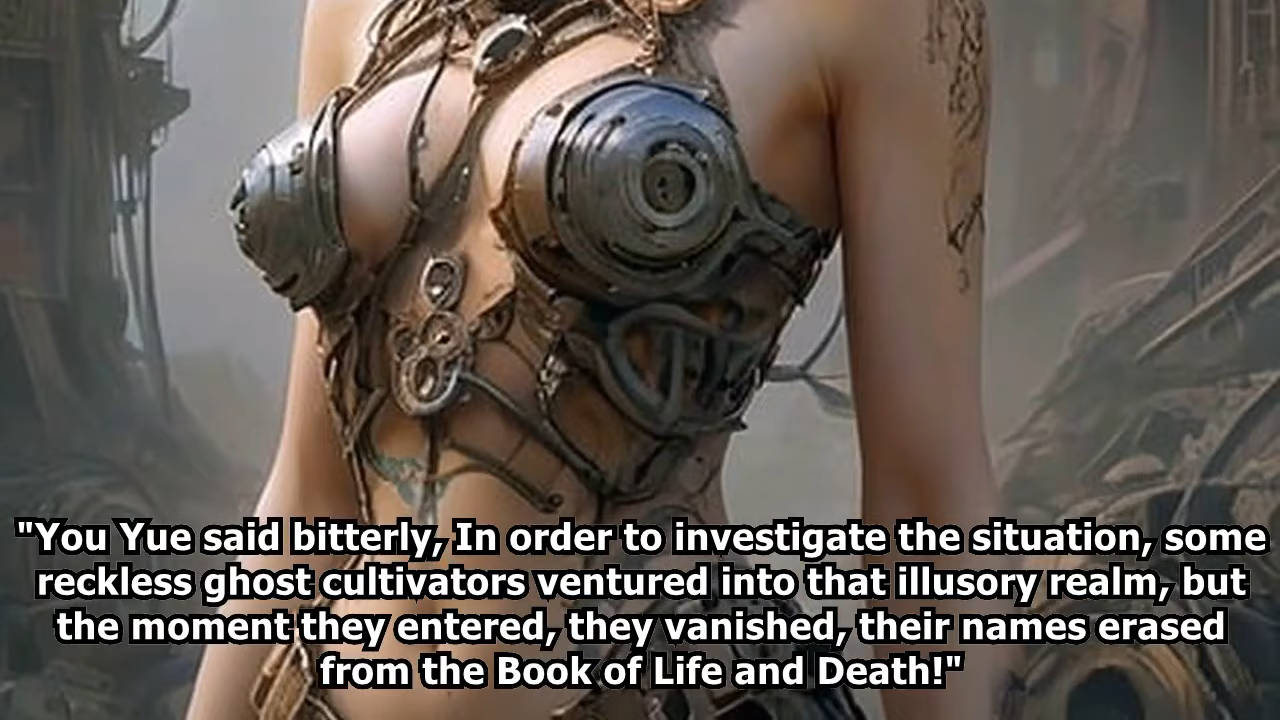 "You Yue said bitterly, In order to investigate the situation, some
reckless ghost cultivators ventured into that illusory realm, but
the moment they entered, they vanished, their names erased
from the Book of Life and Death!"